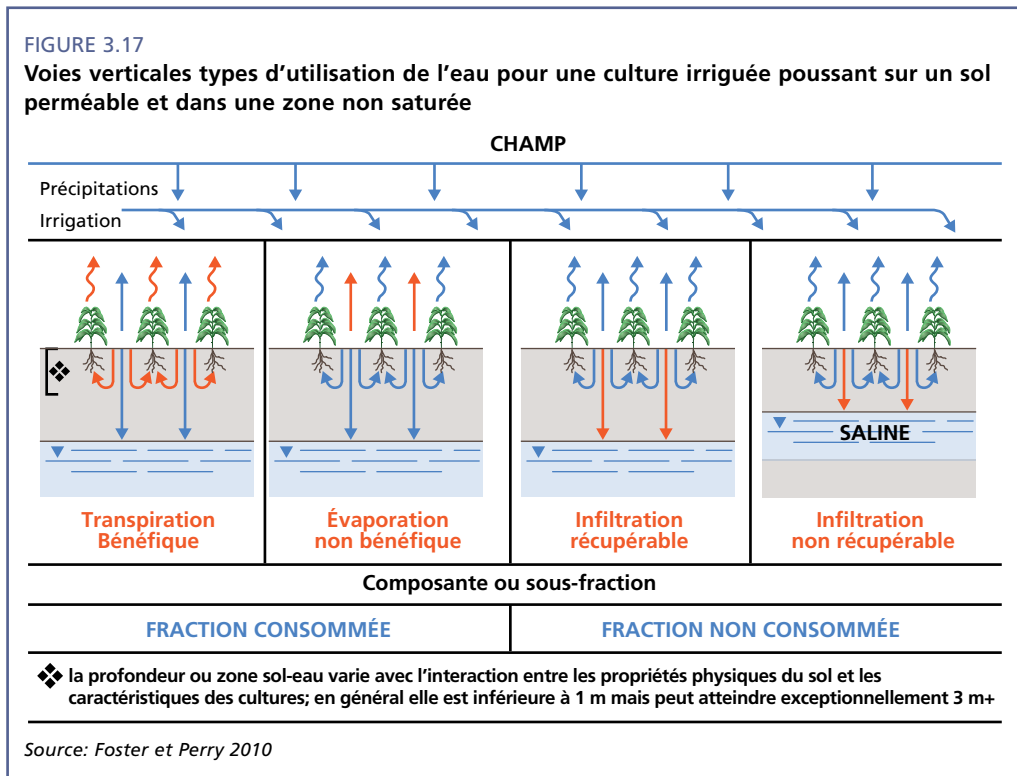 FIGURE 3.17
Voies verticales types d’utilisation de l’eau pour une culture irriguée poussant sur un sol
perméable et dans une zone non saturée
CHAMP
Précipitations
Irrigation
❖
SALINE
Transpiration
Bénéfique
Évaporation
non bénéfique
Infiltration
récupérable
Infiltration
non récupérable
Composante ou sous-fraction
FRACTION CONSOMMÉE
FRACTION NON CONSOMMÉE
❖ la profondeur ou zone sol-eau varie avec l’interaction entre les propriétés physiques du sol et les
caractéristiques des cultures; en général elle est inférieure à 1 m mais peut atteindre exceptionnellement 3 m+
Source: Foster et Perry 2010